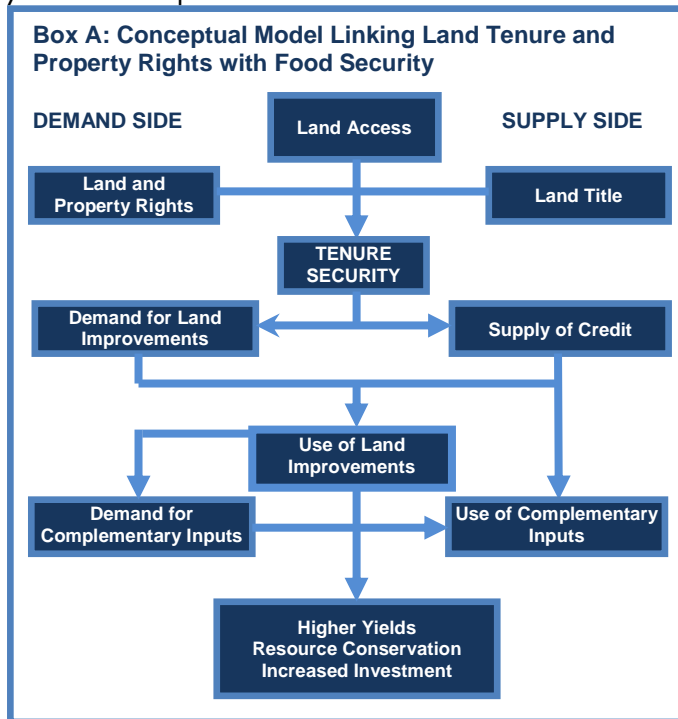 Box A: Conceptual Model Linking Land Tenure and
Property Rights with Food Security
DEMAND SIDE
Land Access
SUPPLY SIDE
Land and
Property Rights
Land Title
TENURE
SECURITY
Demand for Land
Improvements
Supply of Credit
Use of Land
Improvements
Demand for
Complementary Inputs
Use of Complementary
Inputs
Higher Yields
Resource Conservation
Increased Investment